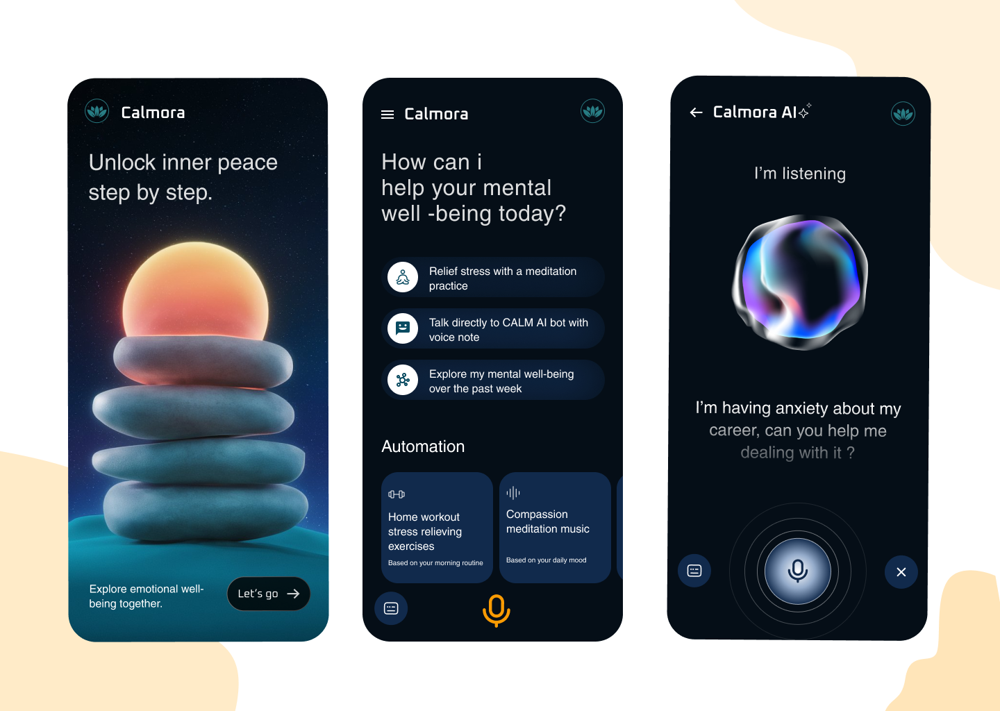 Calmora
Unlock inner peace
step by step.
Explore emotional well-
being together.
Let's go
Calmora
How can i
help your mental
well -being today?
Relief stress with a meditation
practice
Talk directly to CALM AI bot with
voice note
Explore my mental well-being
over the past week
Automation
Home workout
stress relieving
exercises
Based on your morning routine
Compassion
meditation music
Based on your daily mood
Calmora AI
I'm listening
I'm having anxiety about my
career, can you help me
dealing with it ?